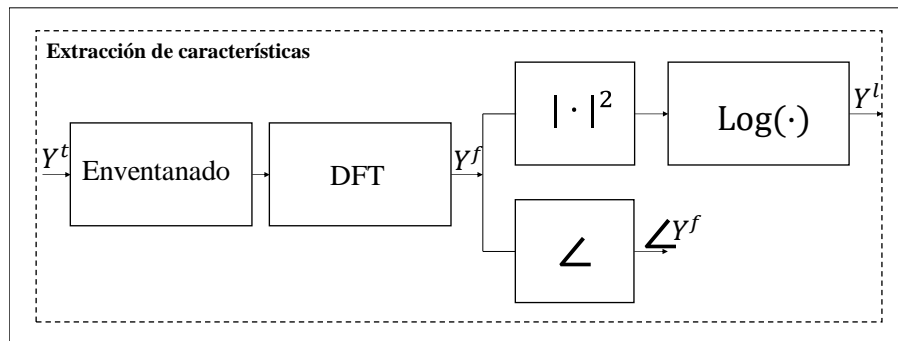 Extracción de características
Y^t
Enventanado
DFT
Y^f
|·|^2
Log(·)
Y^l
∠
∠Y^f